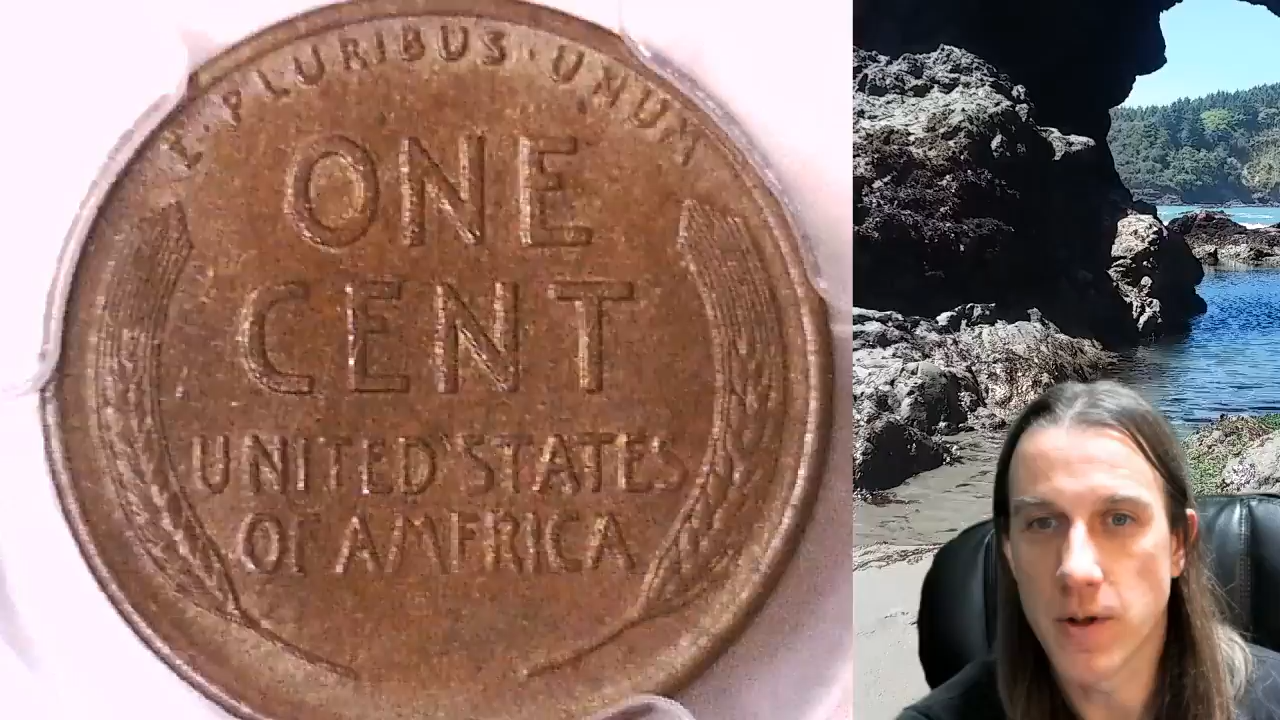 E·PLURIBUS·UNUM
ONE
CENT
UNITED STATES
OF AMERICA